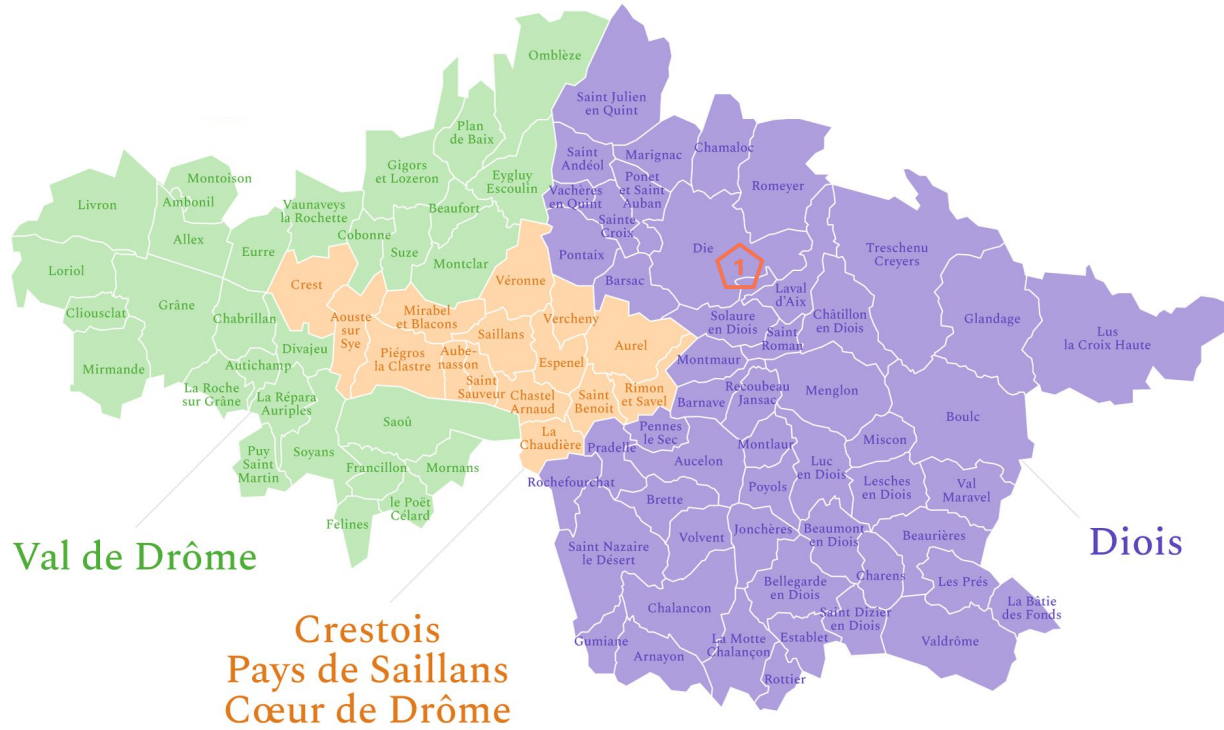 Omblèze
Saint Julien
en Quint
Plan
de Baix
Chamaloc
Marignac
Saint
Andéol
Gigors
et Lozeron
Eygluy
Escoulin
Ponet
et Saint
Auban
Romeyer
Montoison
Vachères
en Quint
Livron
Ambonil
Vaunaveys
la Rochette
Beaufort
Sainte
Croix
Allex
Cobonne
Eurre
Suze
Pontaix
Die
1
Treschenu
Creyers
Loriol
Montclar
Crest
Véronne
Barsac
Laval
d'Aix
Grâne
Cliousclat
Chabrillan
Aouste
sur
Sye
Mirabel
et Blacons
Vercheny
Solaure
en Diois
Châtillon
en Diois
Glandage
Lus
la Croix Haute
Saillans
Saint
Roman
Divajeu
Aurel
Mirmande
Autichamp
Piégros
la Clastre
Aube-
nasson
Espenel
Montmaur
La Roche
sur Grâne
La Répara
Auriples
Saint
Sauveur
Chastel
Arnaud
Saint
Benoit
Rimon
et Savel
Barnave
Recoubeau
Jansac
Menglon
Boulc
Saoû
La
Chaudière
Pradelle
Pennes
le Sec
Montlaur
Miscon
Puy
Saint
Martin
Soyans
Francillon
Mornans
Rochefourchat
Aucelon
Luc
en Diois
Lesches
en Diois
Val
Maravel
Brette
Poyols
le Poët
Célard
Felines
Volvent
Jonchères
Beaumont
en Diois
Beaurières
Val de Drôme
Saint Nazaire
le Désert
Diois
Bellegarde
en Diois
Charens
Les Prés
Chalancon
Saint Dizier
en Diois
La Bâtie
des Fonds
Crestois
Pays de Saillans
Cœur de Drôme
Gumiane
Arnayon
La Motte
Chalançon
Establet
Valdrôme
Rottier